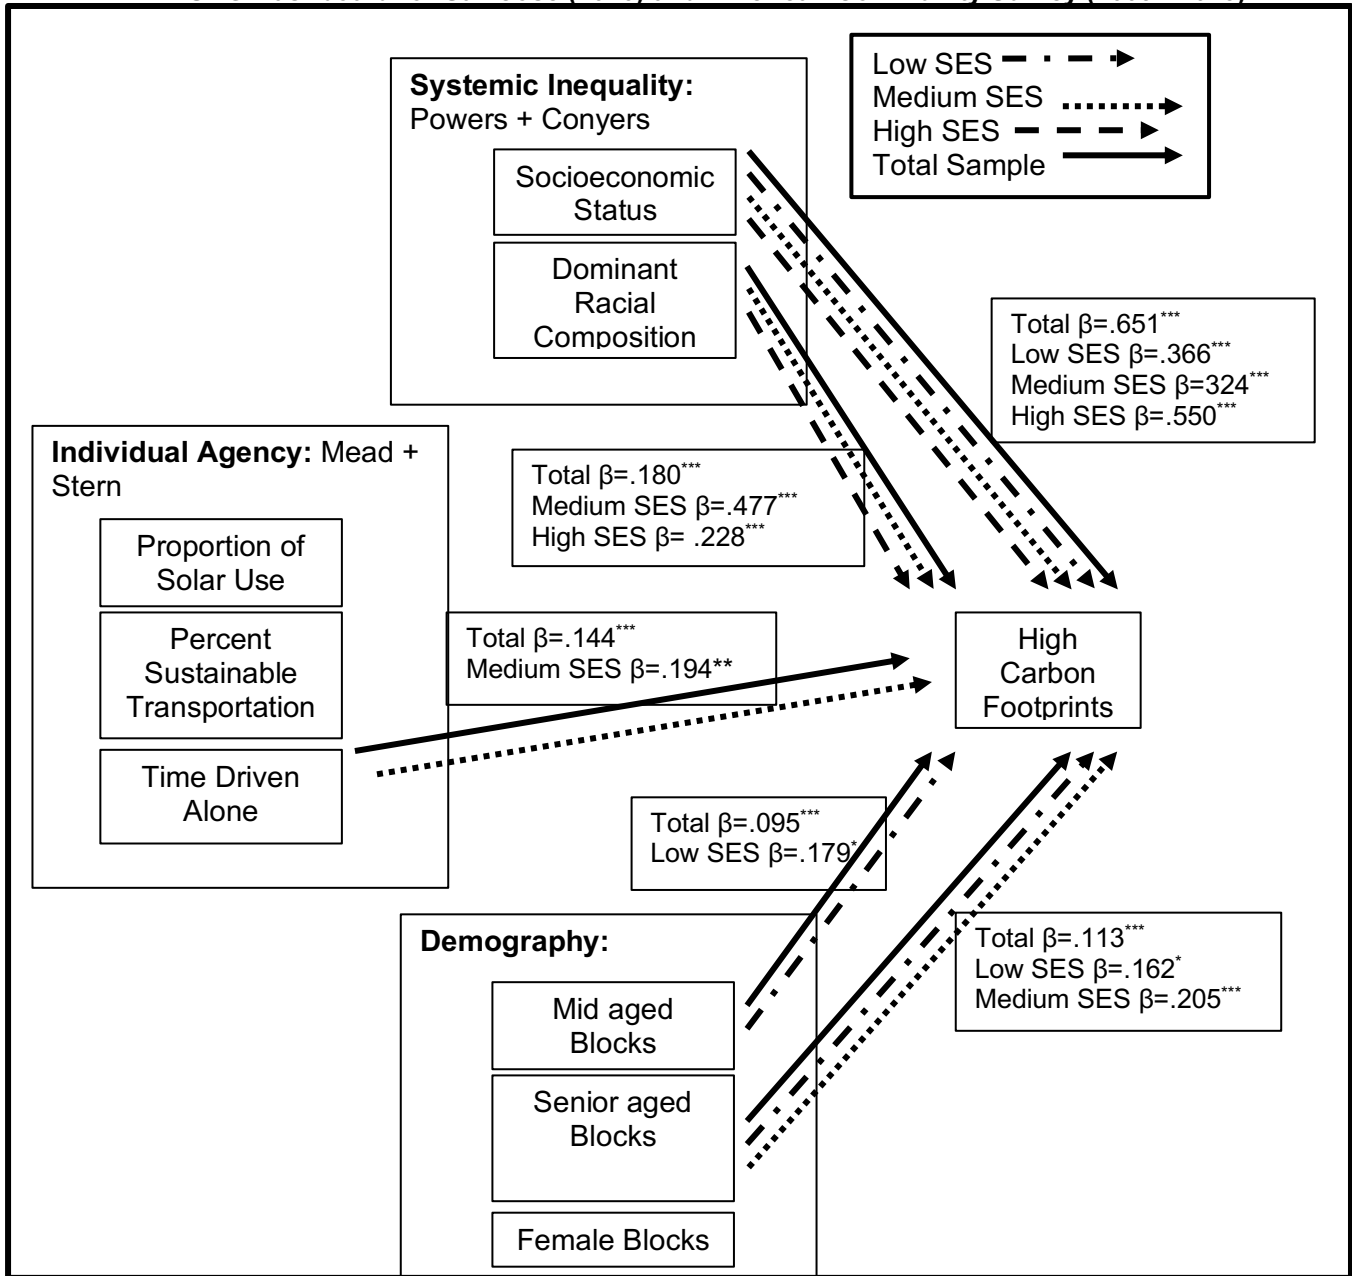 Systemic Inequality:
Powers + Conyers
Socioeconomic
Status
Dominant
Racial
Composition
Low SES
Medium SES
High SES
Total Sample
Total β=.651***
Low SES β=.366***
Medium SES β=324***
High SES β=.550***
Total β=.180***
Medium SES β=.477***
High SES β= .228***
Individual Agency: Mead +
Stern
Proportion of
Solar Use
Percent
Sustainable
Transportation
Time Driven
Alone
Total β=.144***
Medium SES β=.194**
High
Carbon
Footprints
Total β=.095***
Low SES β=.179*
Demography:
Mid aged
Blocks
Senior aged
Blocks
Female Blocks
Total β=.113***
Low SES β=.162*
Medium SES β=.205***